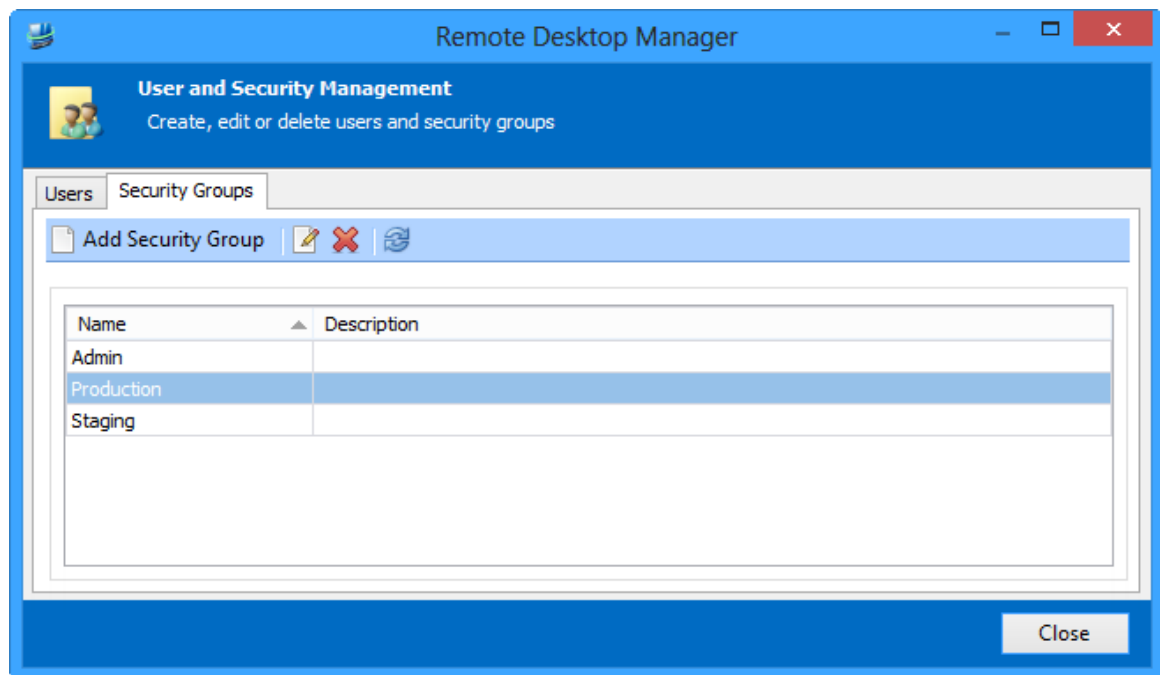 Remote Desktop Manager
User and Security Management
Create, edit or delete users and security groups
Users Security Groups
Add Security Group
Name Description
Admin
Production
Staging
Close